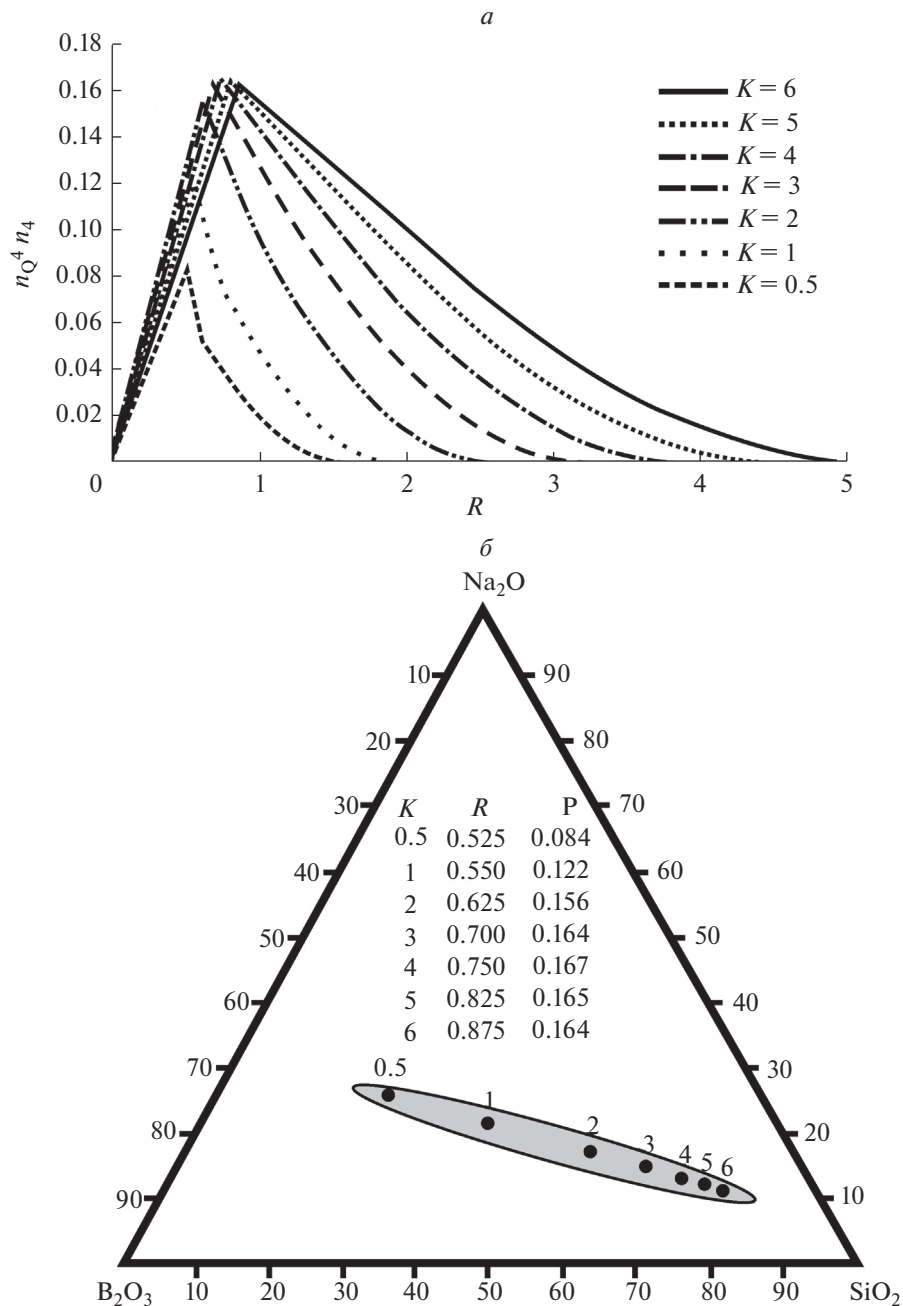 а
0.18
0.16
0.14
0.12
0.10
0.08
0.06
0.04
0.02
n_Q^4 n_4
K = 6
K = 5
K = 4
K = 3
K = 2
K = 1
K = 0.5
0 1 2 3 4 5
R
б
Na₂O
10 90
20 80
30 70
K R P
0.5 0.525 0.084
1 0.550 0.122
2 0.625 0.156
3 0.700 0.164
4 0.750 0.167
5 0.825 0.165
6 0.875 0.164
40 60
50 50
60 40
70 30
80 20
90 10
0.5 1 2 3 4 5 6
B₂O₃ 10 20 30 40 50 60 70 80 90 SiO₂